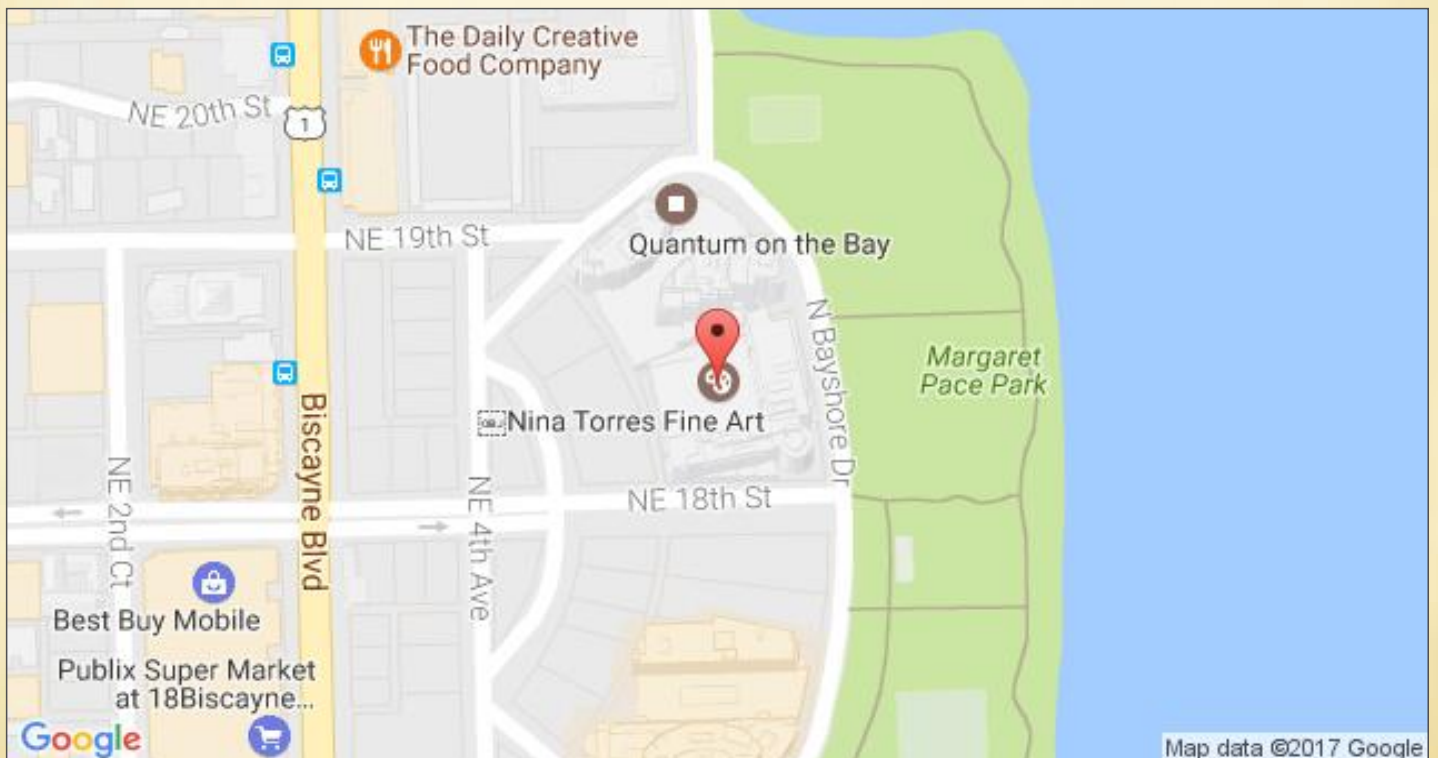 The Daily Creative
Food Company
NE 20th St
1
NE 19th St
Quantum on the Bay
N Bayshore Dr
Margaret
Pace Park
Biscayne Blvd
Nina Torres Fine Art
NE 18th St
NE 2nd Ct
NE 4th Ave
Best Buy Mobile
Publix Super Market
at 18Biscayne...
Google
Map data ©2017 Google